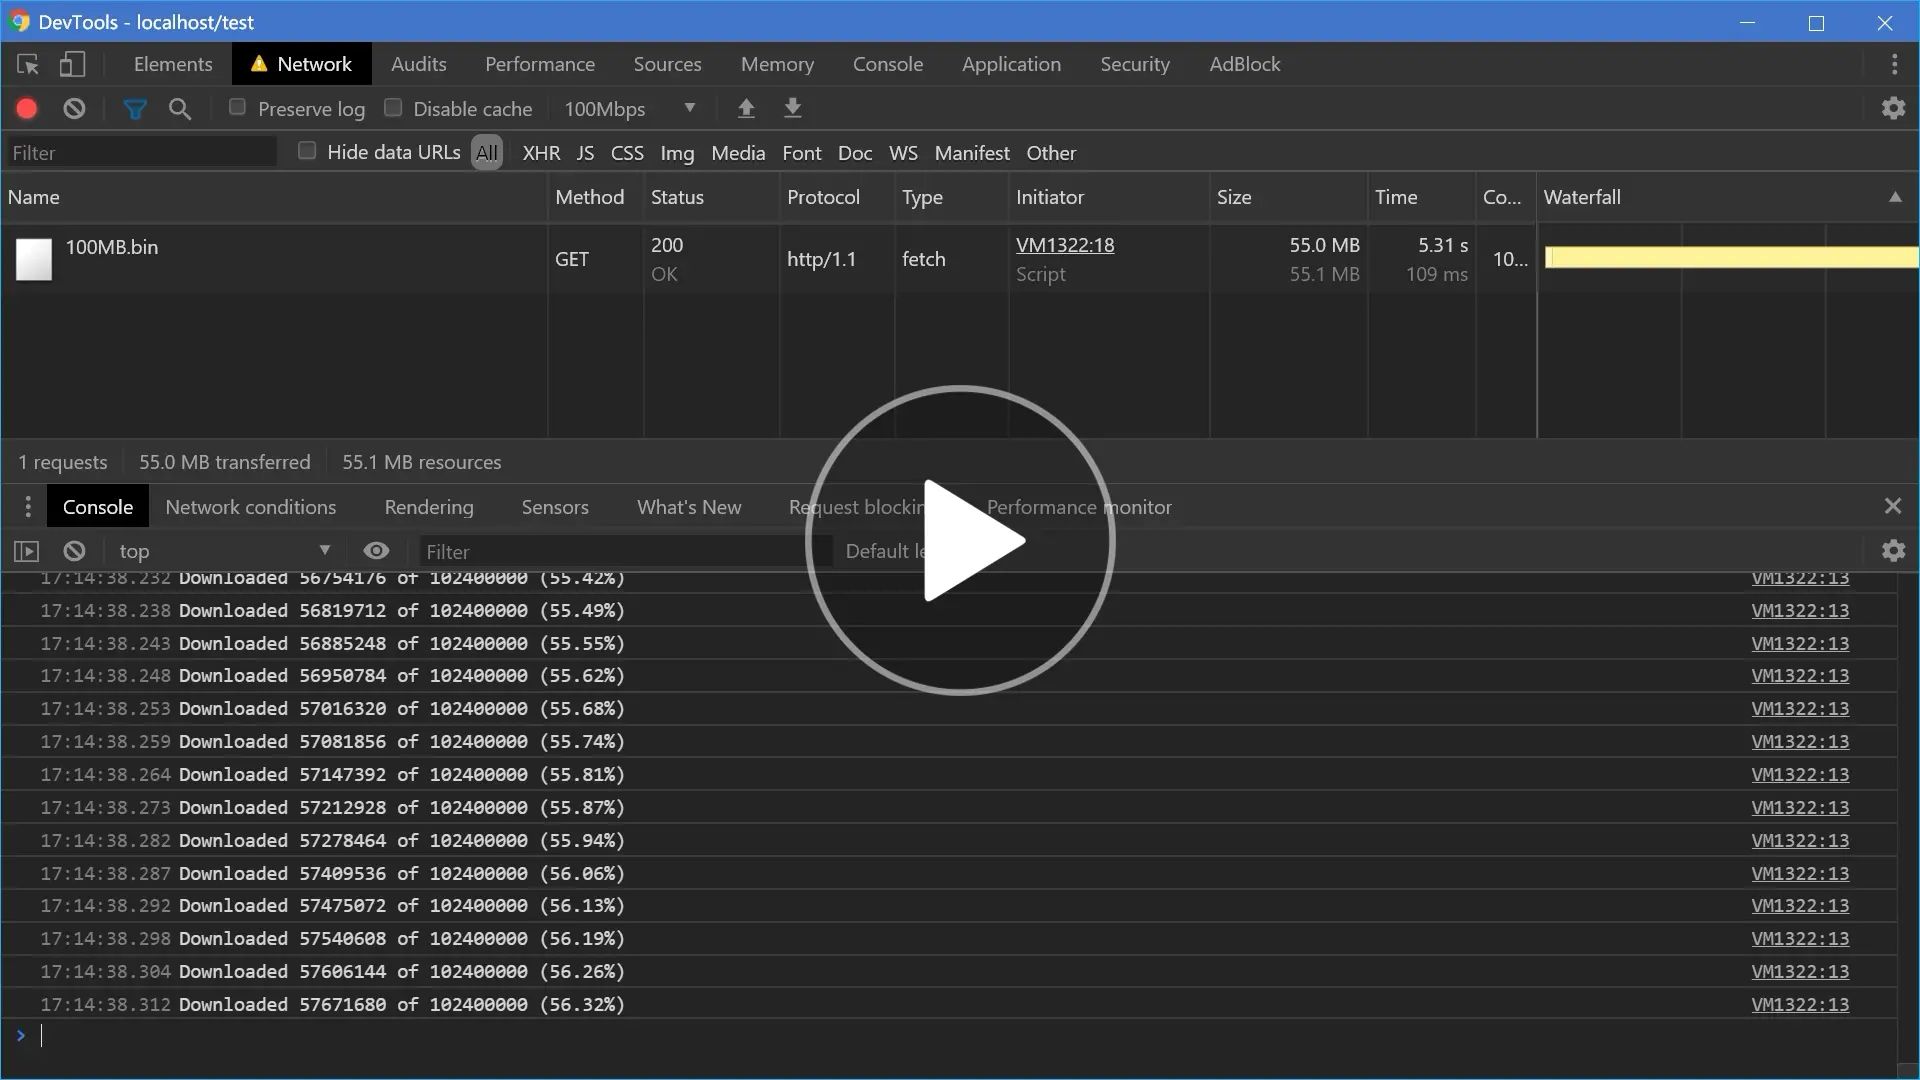 DevTools - localhost/test
Elements Network Audits Performance Sources Memory Console Application Security AdBlock
Preserve log Disable cache 100Mbps
Filter Hide data URLs All XHR JS CSS Img Media Font Doc WS Manifest Other
Name Method Status Protocol Type Initiator Size Time Co... Waterfall
100MB.bin GET 200 http/1.1 fetch VM1322:18 55.0 MB 5.31 s 10...
OK Script 55.1 MB 109 ms
1 requests 55.0 MB transferred 55.1 MB resources
Console Network conditions Rendering Sensors What's New Request Performance monitor
top Filter Default
17:14:38.232 Downloaded 56754176 of 102400000 (55.42%) VM1322:13
17:14:38.238 Downloaded 56819712 of 102400000 (55.49%) VM1322:13
17:14:38.243 Downloaded 56885248 of 102400000 (55.55%) VM1322:13
17:14:38.248 Downloaded 56950784 of 102400000 (55.62%) VM1322:13
17:14:38.253 Downloaded 57016320 of 102400000 (55.68%) VM1322:13
17:14:38.259 Downloaded 57081856 of 102400000 (55.74%) VM1322:13
17:14:38.264 Downloaded 57147392 of 102400000 (55.81%) VM1322:13
17:14:38.273 Downloaded 57212928 of 102400000 (55.87%) VM1322:13
17:14:38.282 Downloaded 57278464 of 102400000 (55.94%) VM1322:13
17:14:38.287 Downloaded 57409536 of 102400000 (56.06%) VM1322:13
17:14:38.292 Downloaded 57475072 of 102400000 (56.13%) VM1322:13
17:14:38.298 Downloaded 57540608 of 102400000 (56.19%) VM1322:13
17:14:38.304 Downloaded 57606144 of 102400000 (56.26%) VM1322:13
17:14:38.312 Downloaded 57671680 of 102400000 (56.32%) VM1322:13